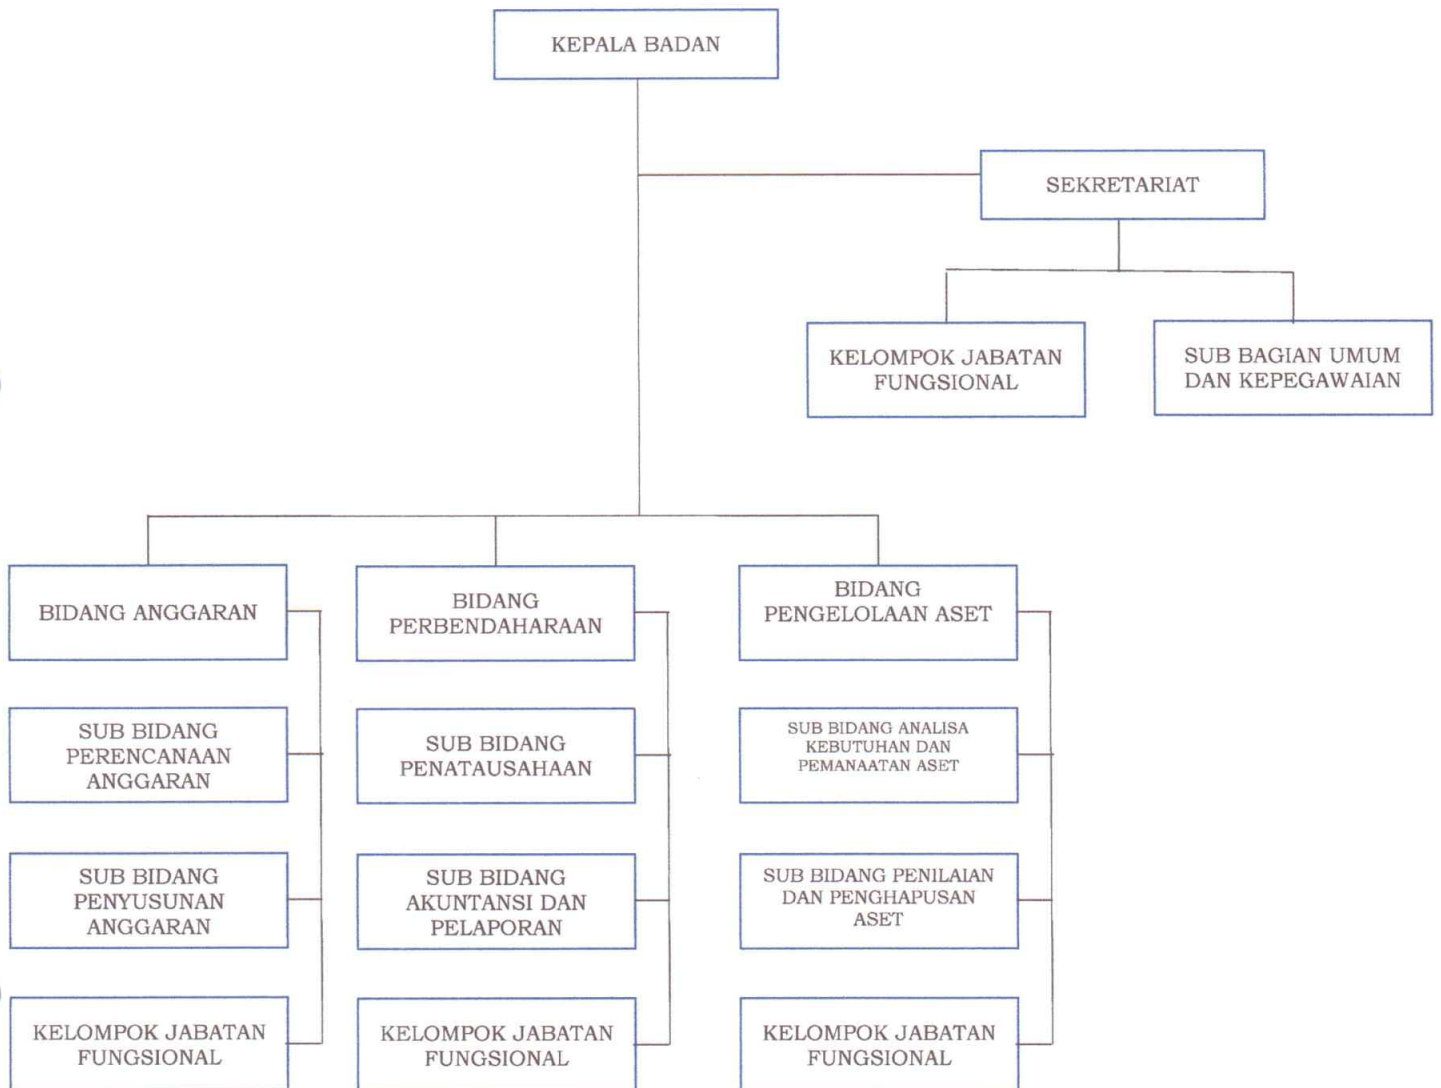 KEPALA BADAN
SEKRETARIAT
KELOMPOK JABATAN
FUNGSIONAL
SUB BAGIAN UMUM
DAN KEPEGAWAIAN
BIDANG ANGGARAN
BIDANG
PERBENDAHARAAN
BIDANG
PENGELOLAAN ASET
SUB BIDANG
PERENCANAAN
ANGGARAN
SUB BIDANG
PENATAUSAHAAN
SUB BIDANG ANALISA
KEBUTUHAN DAN
PEMANAATAN ASET
SUB BIDANG
PENYUSUNAN
ANGGARAN
SUB BIDANG
AKUNTANSI DAN
PELAPORAN
SUB BIDANG PENILAIAN
DAN PENGHAPUSAN
ASET
KELOMPOK JABATAN
FUNGSIONAL
KELOMPOK JABATAN
FUNGSIONAL
KELOMPOK JABATAN
FUNGSIONAL